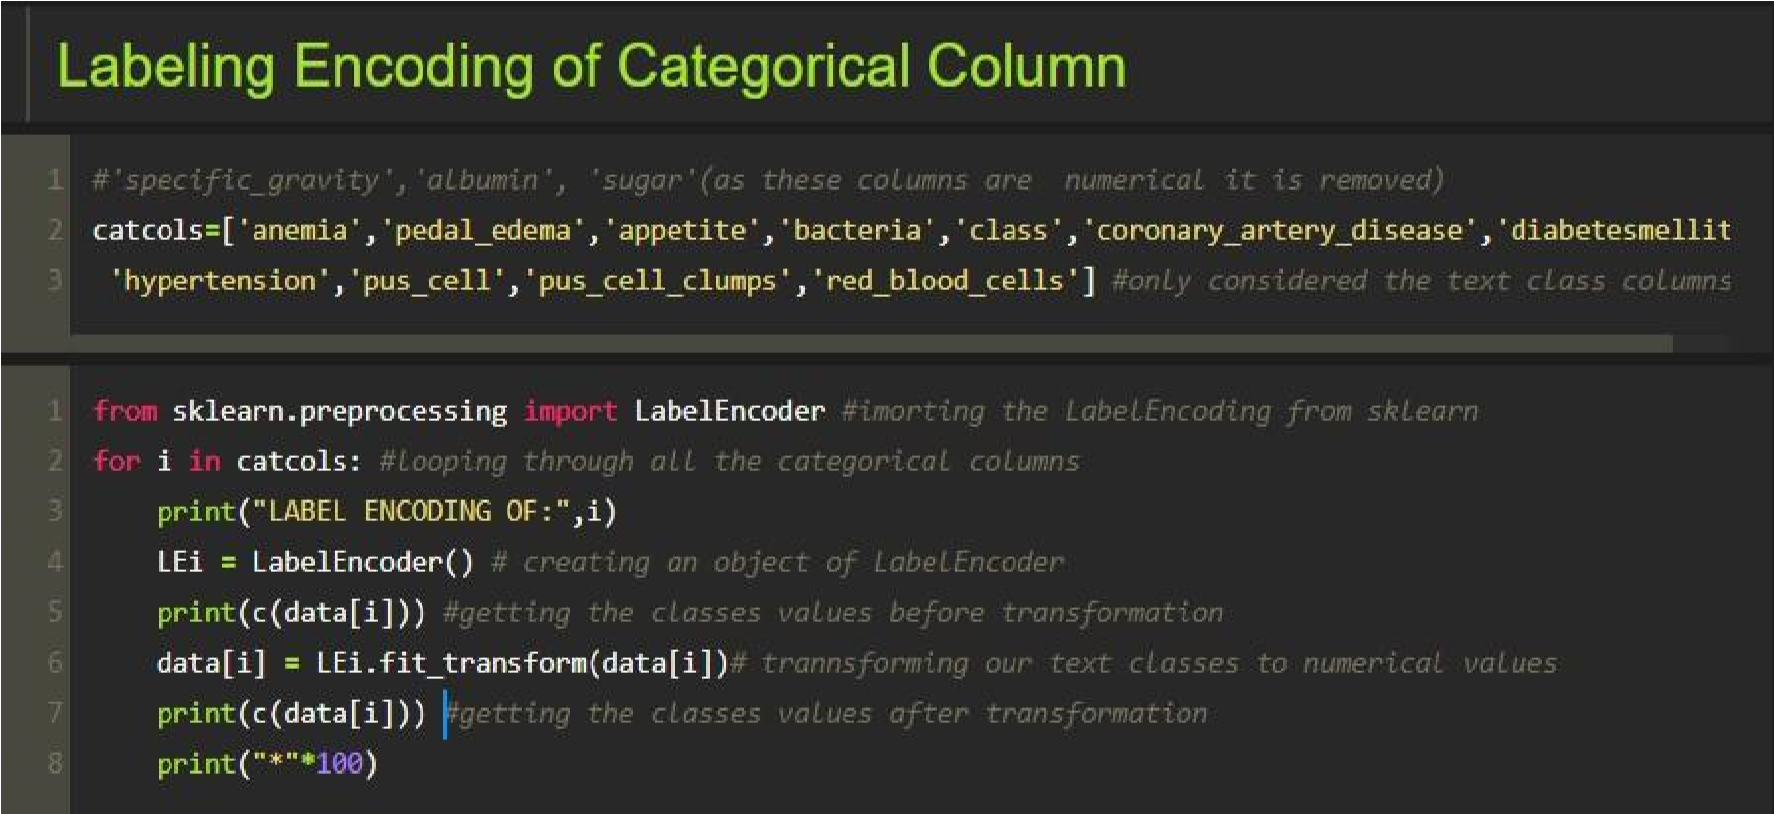 Labeling Encoding of Categorical Column
1 #'specific_gravity','albumin', 'sugar'(as these columns are  numerical it is removed)
2 catcols=['anemia','pedal_edema','appetite','bacteria','class','coronary_artery_disease','diabetesmellit
3  'hypertension','pus_cell','pus_cell_clumps','red_blood_cells'] #only considered the text class columns
1 from sklearn.preprocessing import LabelEncoder #imorting the LabelEncoding from sklearn
2 for i in catcols: #looping through all the categorical columns
3     print("LABEL ENCODING OF:",i)
4     LEi = LabelEncoder() # creating an object of LabelEncoder
5     print(c(data[i])) #getting the classes values before transformation
6     data[i] = LEi.fit_transform(data[i])# trannsforming our text classes to numerical values
7     print(c(data[i])) #getting the classes values after transformation
8     print("*"*100)